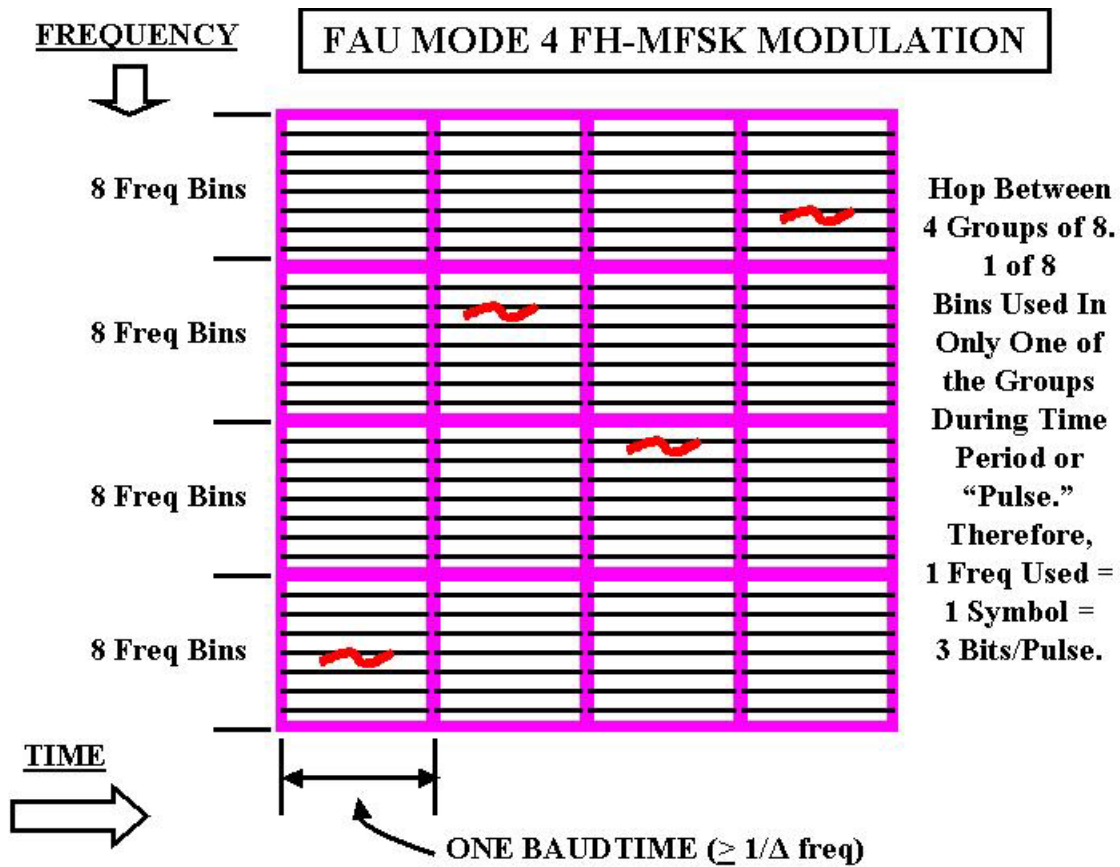 FREQUENCY
FAU MODE 4 FH-MFSK MODULATION
8 Freq Bins
8 Freq Bins
8 Freq Bins
8 Freq Bins
Hop Between
4 Groups of 8.
1 of 8
Bins Used In
Only One of
the Groups
During Time
Period or
“Pulse.”
Therefore,
1 Freq Used =
1 Symbol =
3 Bits/Pulse.
TIME
ONE BAUDTIME (≥ 1/Δ freq)